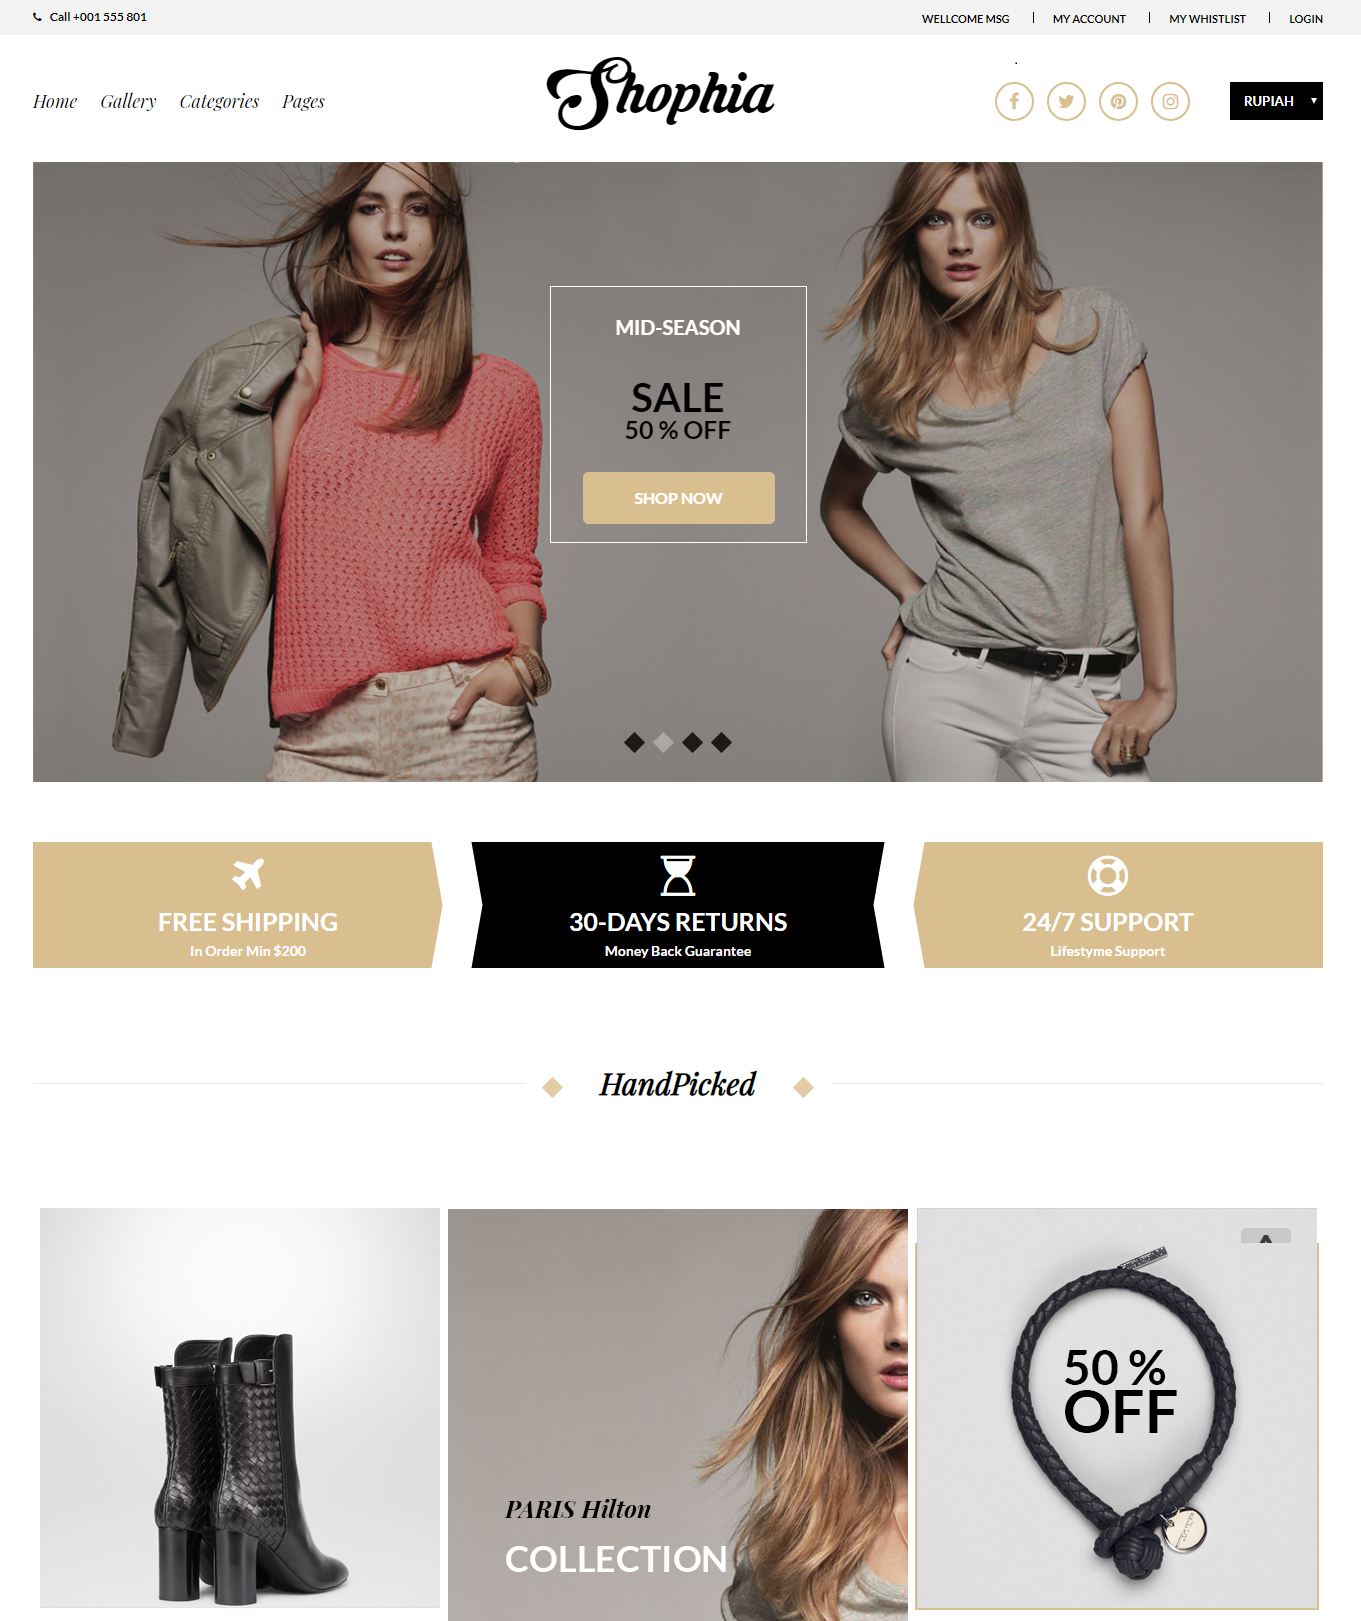 Call +001 555 801
WELLCOME MSG
MY ACCOUNT
MY WHISTLIST
LOGIN
Home Gallery Categories Pages
Shophia
RUPIAH
MID-SEASON
SALE
50 % OFF
SHOP NOW
FREE SHIPPING
In Order Min $200
30-DAYS RETURNS
Money Back Guarantee
24/7 SUPPORT
Lifestyme Support
HandPicked
PARIS Hilton
COLLECTION
50 %
OFF